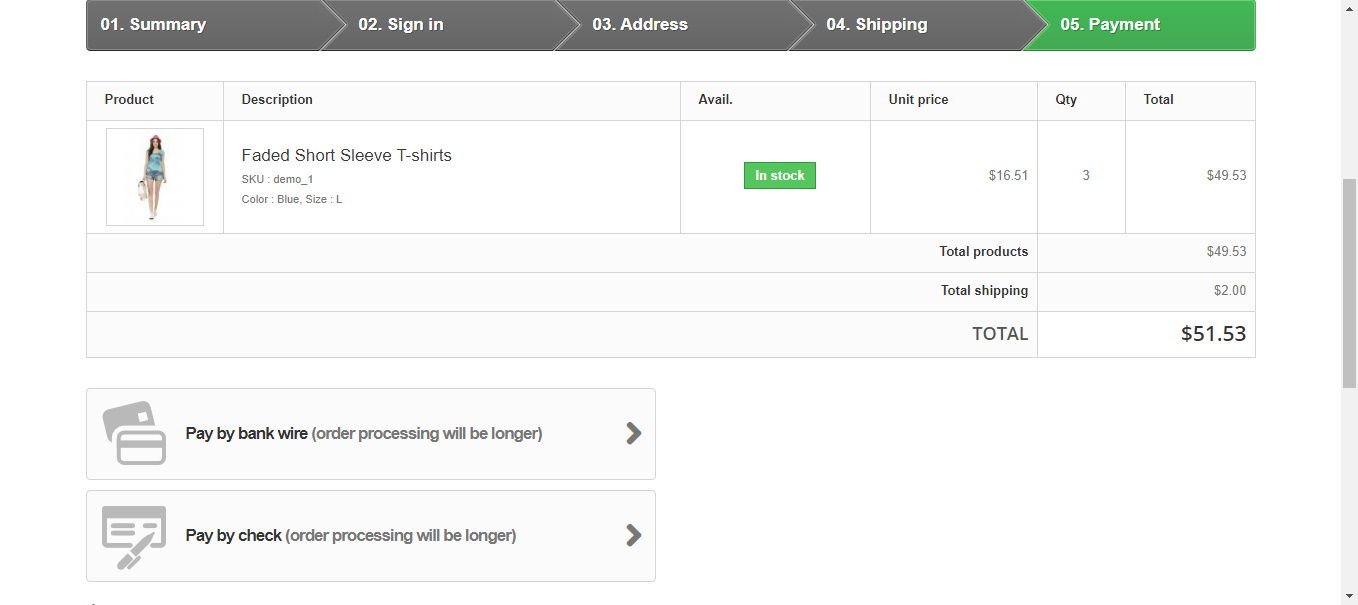 01. Summary 02. Sign in 03. Address 04. Shipping 05. Payment
Product Description Avail. Unit price Qty Total
Faded Short Sleeve T-shirts
SKU : demo_1
Color : Blue, Size : L
In stock
$16.51 3 $49.53
Total products $49.53
Total shipping $2.00
TOTAL $51.53
Pay by bank wire (order processing will be longer)
Pay by check (order processing will be longer)